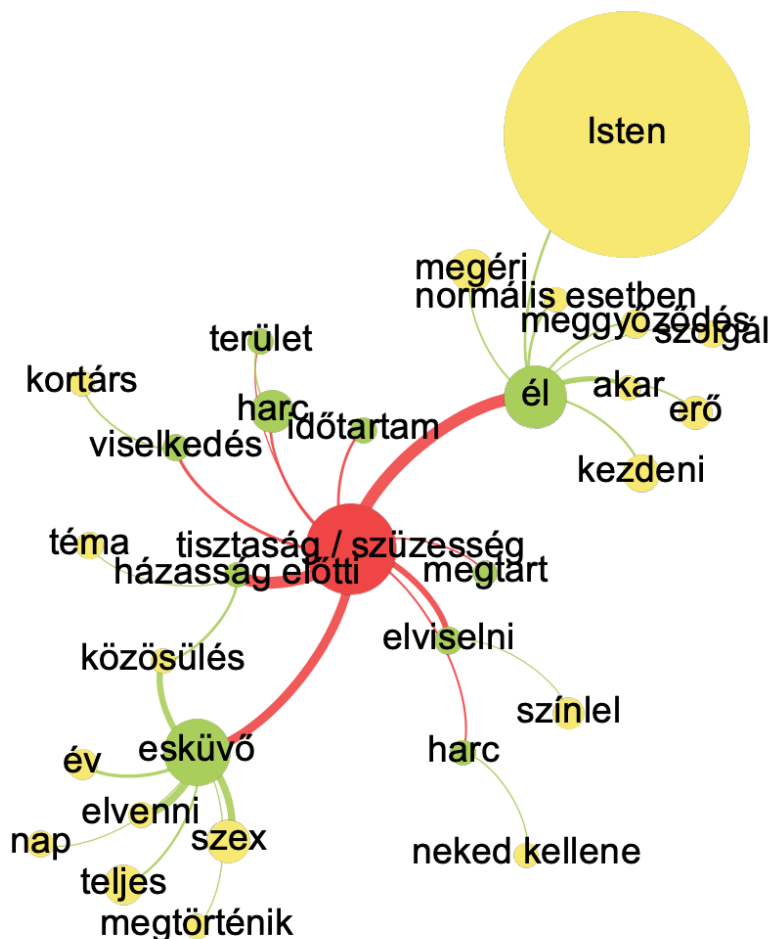 Isten
megéri
normális esetben
meggyőződés
szolgál
terület
kortárs
akar
él
harc
erő
időtartam
viselkedés
kezdeni
téma
tisztaság / szüzesség
házasság előtti
megtart
elviselni
közösülés
színlel
esküvő
harc
év
elvenni
nap
szex
neked kellene
teljes
megtörténik